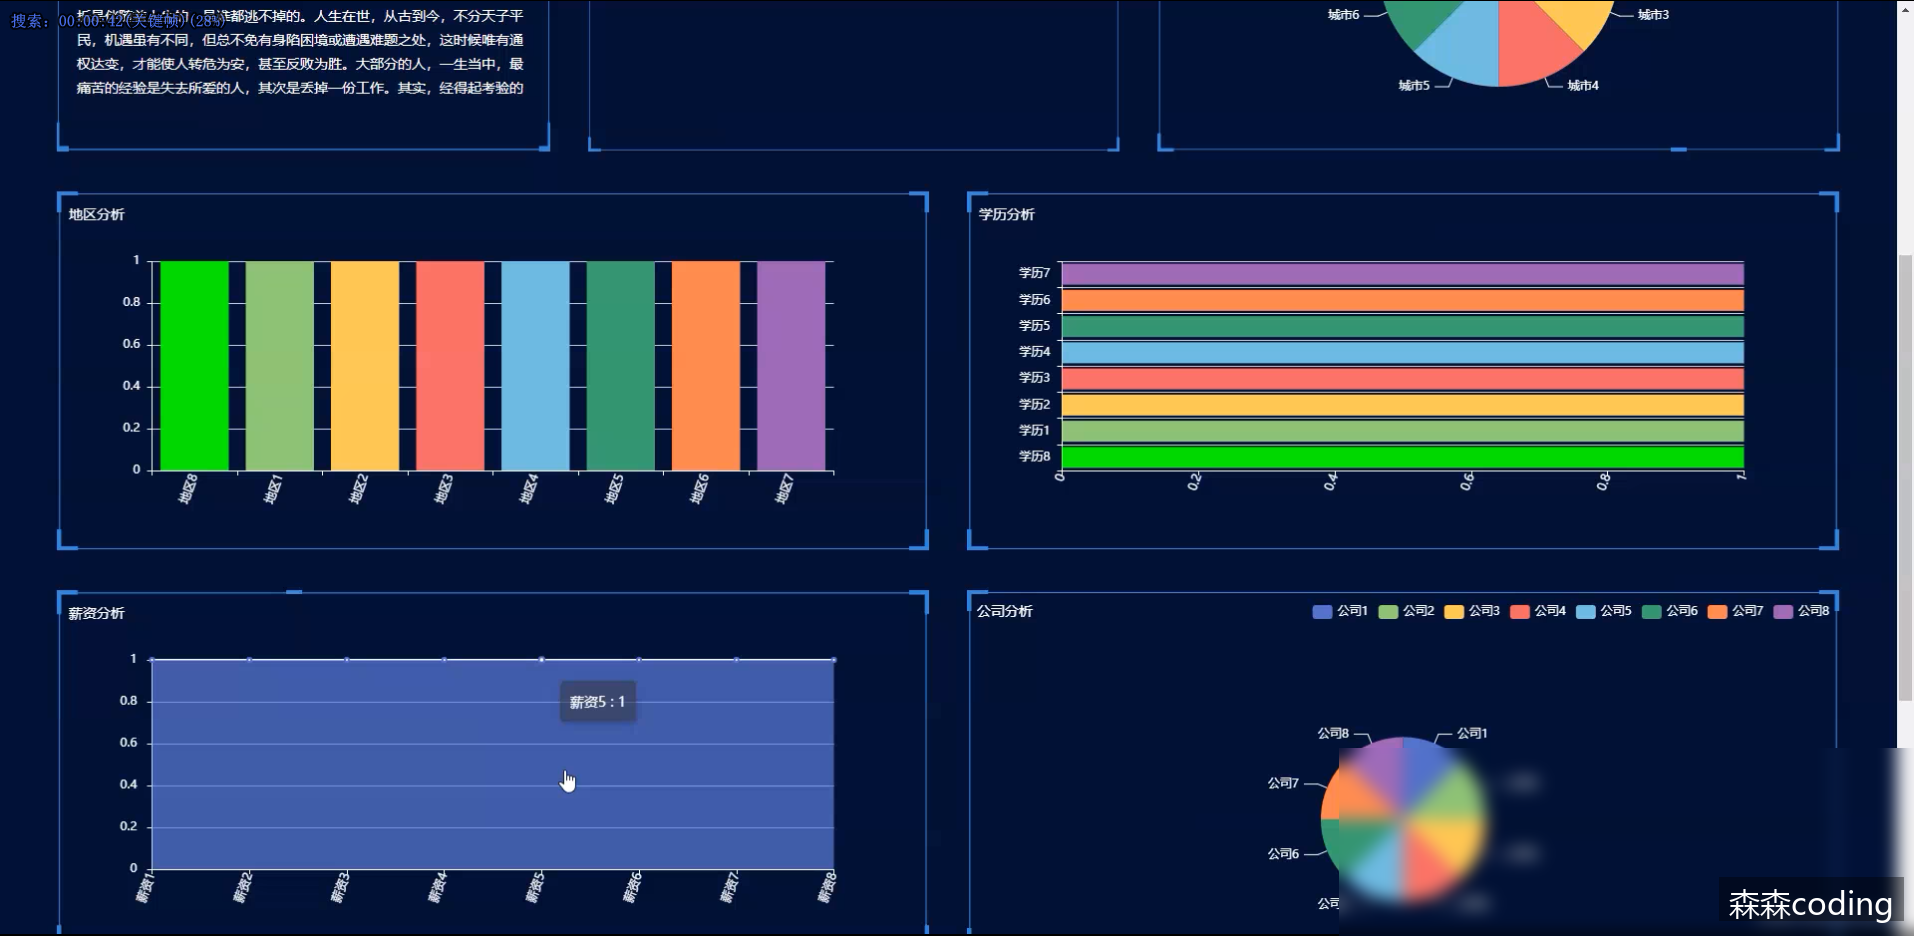 搜索: 00:00:42(关键帧)(28%)
民，机遇虽有不同，但总不免有身陷困境或遭遇难题之处，这时候唯有通
权达变，才能使人转危为安，甚至反败为胜。大部分的人，一生当中，最
痛苦的经验是失去所爱的人，其次是丢掉一份工作。其实，经得起考验的
是谁都逃不掉的。人生在世，从古到今，不分天子平
城市6
城市3
城市5
城市4
地区分析
1
0.8
0.6
0.4
0.2
0
地区8
地区1
地区2
地区3
地区4
地区5
地区6
地区7
学历分析
学历7
学历6
学历5
学历4
学历3
学历2
学历1
学历8
0
0.2
0.4
0.6
0.8
1
薪资分析
1
0.8
0.6
0.4
0.2
0
薪资5 : 1
薪资1
薪资2
薪资3
薪资4
薪资5
薪资6
薪资7
薪资8
公司分析
公司1 公司2 公司3 公司4 公司5 公司6 公司7 公司8
公司8
公司1
公司7
公司6
公司
森森coding